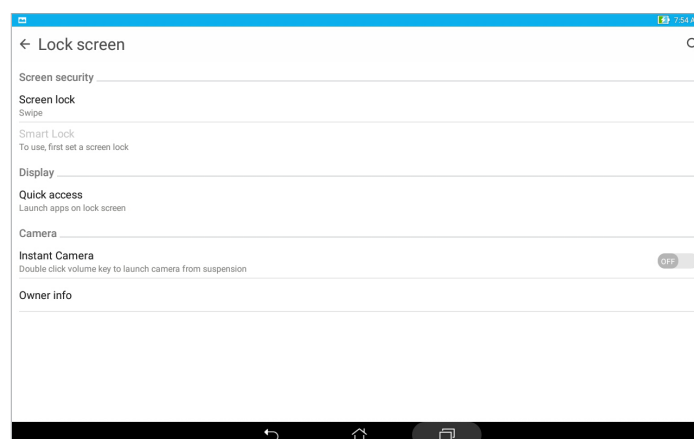 7:54 A
Lock screen
Screen security
Screen lock
Swipe
Smart Lock
To use, first set a screen lock
Display
Quick access
Launch apps on lock screen
Camera
Instant Camera
Double click volume key to launch camera from suspension
OFF
Owner info